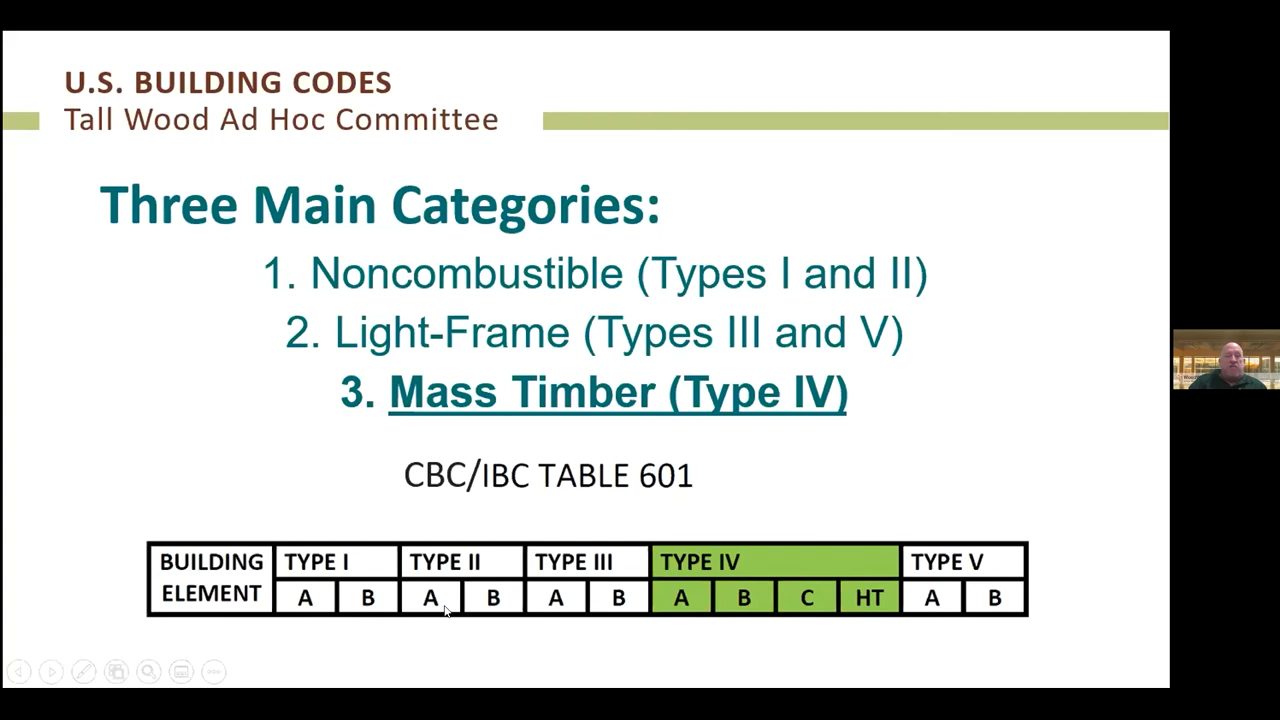 U.S. BUILDING CODES
Tall Wood Ad Hoc Committee
Three Main Categories:
1. Noncombustible (Types I and II)
2. Light-Frame (Types III and V)
3. Mass Timber (Type IV)
CBC/IBC TABLE 601
BUILDING ELEMENT TYPE I TYPE II TYPE III TYPE IV TYPE V
A B A B A B A B C HT A B